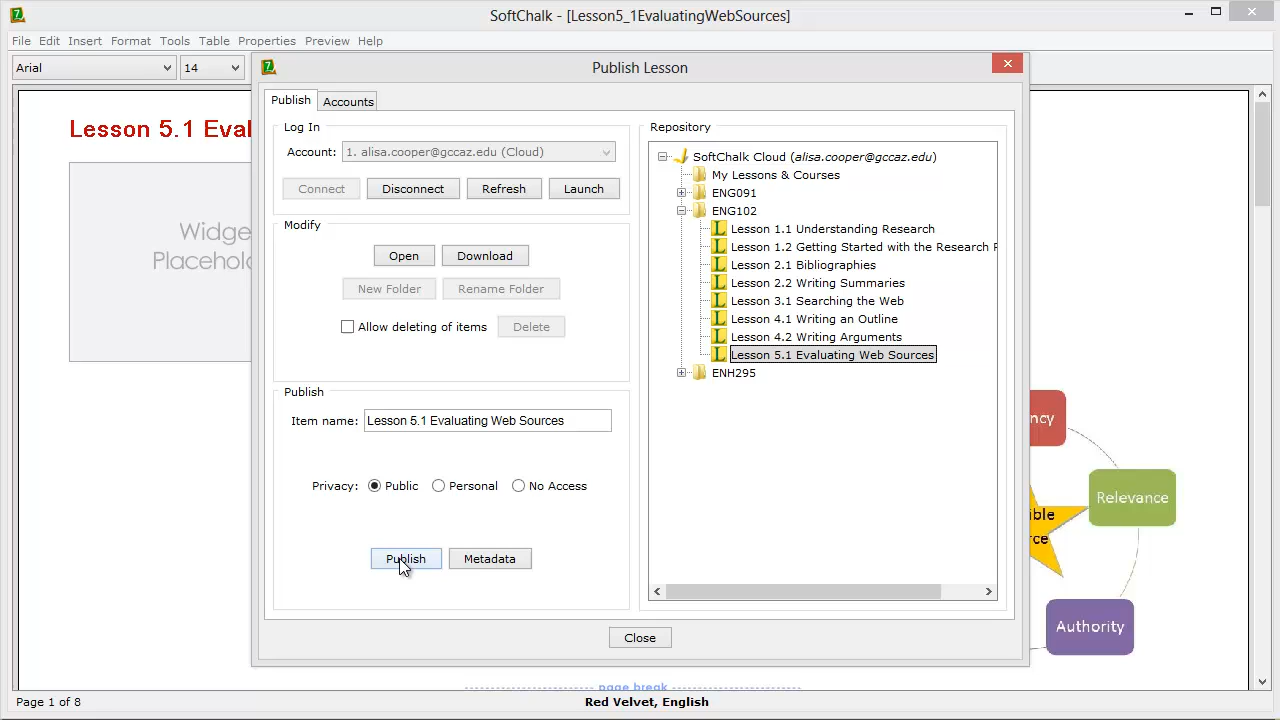 SoftChalk - [Lesson5_1EvaluatingWebSources]
File Edit Insert Format Tools Table Properties Preview Help
Arial 14
Publish Lesson
Publish Accounts
Lesson 5.1 Eval
Log In
Account: 1. alisa.cooper@gccaz.edu (Cloud)
Connect Disconnect Refresh Launch
Modify
Open Download
New Folder Rename Folder
Allow deleting of items Delete
Publish
Item name: Lesson 5.1 Evaluating Web Sources
Privacy: Public Personal No Access
Publish Metadata
Repository
SoftChalk Cloud (alisa.cooper@gccaz.edu)
My Lessons & Courses
ENG091
ENG102
Lesson 1.1 Understanding Research
Lesson 1.2 Getting Started with the Research P
Lesson 2.1 Bibliographies
Lesson 2.2 Writing Summaries
Lesson 3.1 Searching the Web
Lesson 4.1 Writing an Outline
Lesson 4.2 Writing Arguments
Lesson 5.1 Evaluating Web Sources
ENH295
Close
Widge
Placeholo
ncy
Relevance
ible
rce
Authority
page break
Page 1 of 8
Red Velvet, English